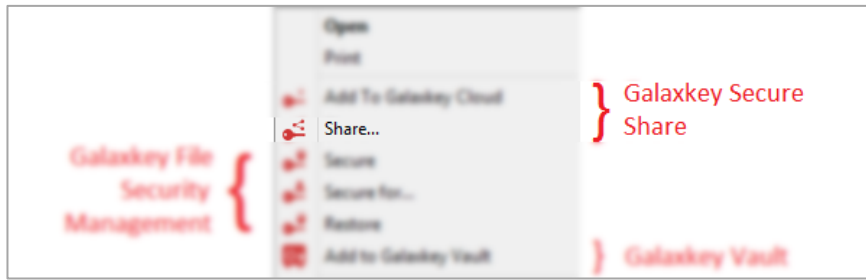 Open
Print
Add To Galaxkey Cloud
Share...
Secure
Secure for...
Restore
Add to Galaxkey Vault
Galaxkey Secure
Share
Galaxkey File
Security
Management
Galaxkey Vault